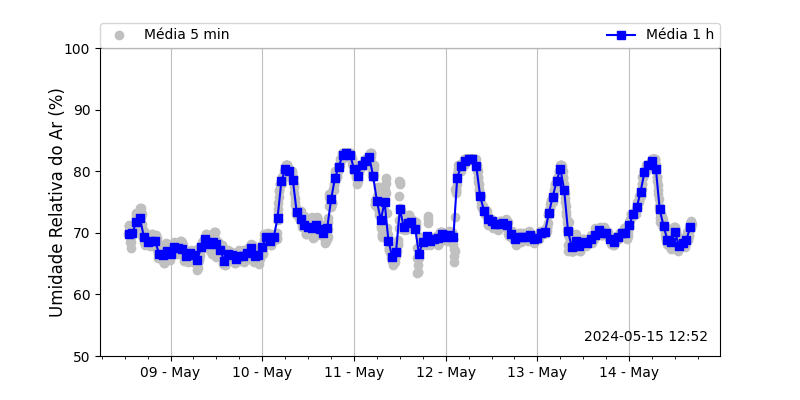 Média 5 min
Média 1 h
Umidade Relativa do Ar (%)
100
90
80
70
60
50
2024-05-15 12:52
09 - May
10 - May
11 - May
12 - May
13 - May
14 - May